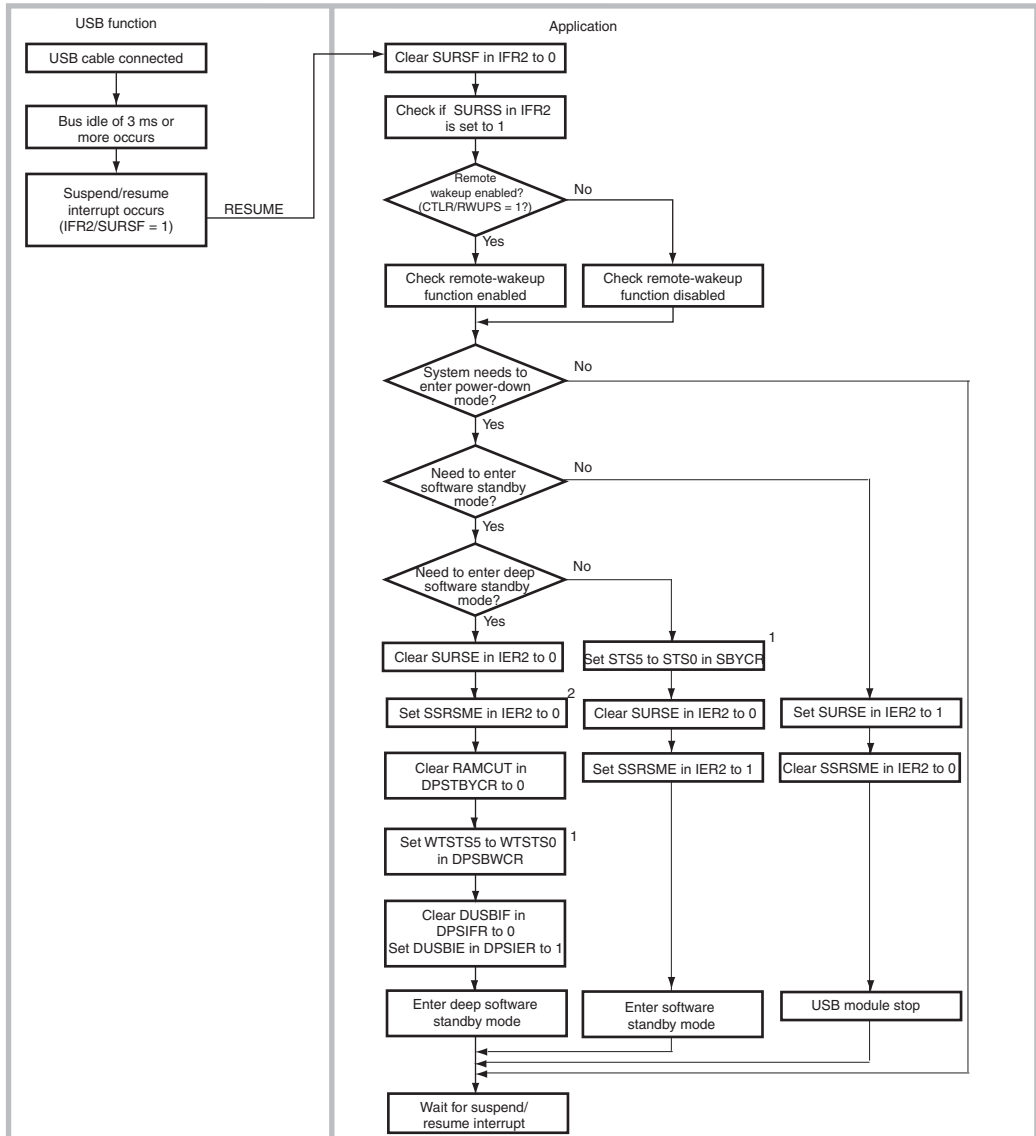 USB function
USB cable connected
Bus idle of 3 ms or
more occurs
Suspend/resume
interrupt occurs
(IFR2/SURSF = 1)
RESUME
Application
Clear SURSF in IFR2 to 0
Check if SURSS in IFR2
is set to 1
Remote
wakeup enabled?
(CTLR/RWUPS = 1?)
No
Yes
Check remote-wakeup
function enabled
Check remote-wakeup
function disabled
System needs to
enter power-down
mode?
No
Yes
Need to enter
software standby
mode?
No
Yes
Need to enter deep
software standby
mode?
No
Yes
Clear SURSE in IER2 to 0
Set SSRSME in IER2 to 0
2
Clear RAMCUT in
DPSTBYCR to 0
Set WTSTS5 to WTSTS0
in DPSBWCR
1
Clear DUSBIF in
DPSIFR to 0
Set DUSBIE in DPSIER to 1
Enter deep software
standby mode
Set STS5 to STS0 in SBYCR
1
Clear SURSE in IER2 to 0
Set SSRSME in IER2 to 1
Enter software
standby mode
Set SURSE in IER2 to 1
Clear SSRSME in IER2 to 0
USB module stop
Wait for suspend/
resume interrupt